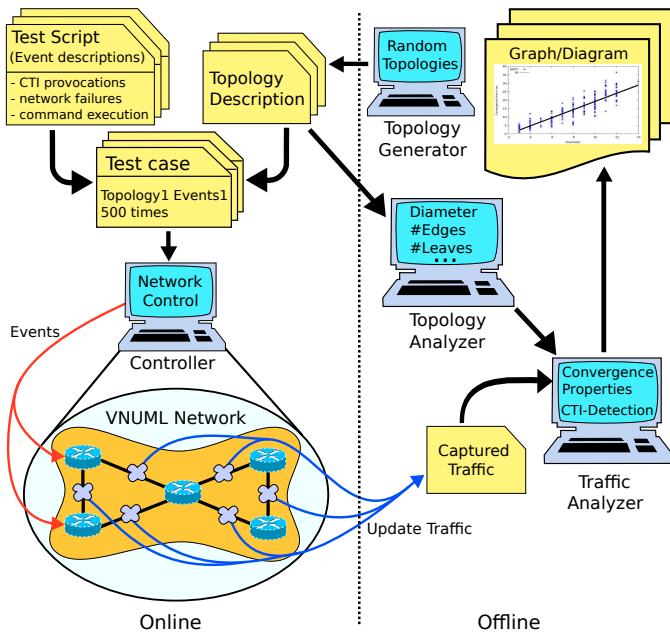 Test Script
(Event descriptions)
- CTI provocations
- network failures
- command execution
Topology
Description
Random
Topologies
Topology
Generator
Graph/Diagram
Test case
Topology1 Events1
500 times
Diameter
#Edges
#Leaves
...
Topology
Analyzer
Network
Control
Controller
Events
Convergence
Properties
CTI-Detection
Traffic
Analyzer
VNUML Network
Captured
Traffic
Update Traffic
Online
Offline